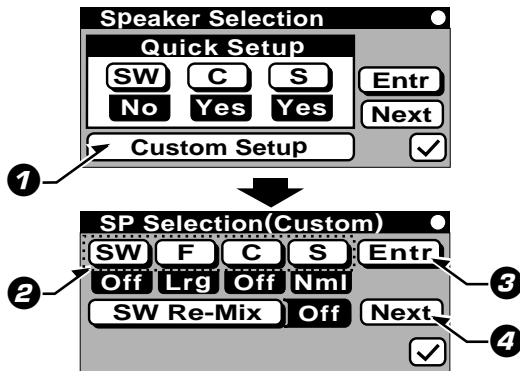 Speaker Selection
Quick Setup
SW C S
No Yes Yes
Entr
Next
Custom Setup
1
SP Selection(Custom)
SW F C S Entr
Off Lrg Off Nml
SW Re-Mix Off Next
2
3
4